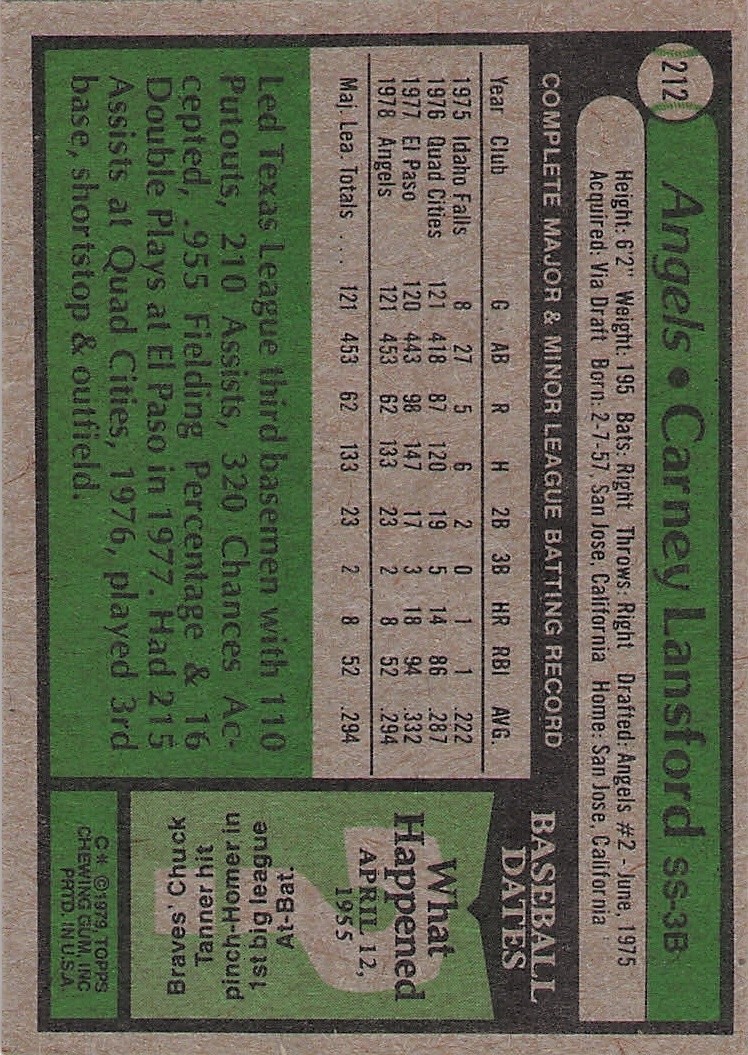 212
Angels • Carney Lansford SS-3B
Height: 6'2" Weight: 195 Bats: Right Throws: Right Drafted: Angels #2 - June, 1975
Acquired: Via Draft Born: 2-7-57, San Jose, California Home: San Jose, California
COMPLETE MAJOR & MINOR LEAGUE BATTING RECORD
Year Club G AB R H 2B 3B HR RBI AVG.
1975 Idaho Falls 8 27 5 6 2 0 1 1 .222
1976 Quad Cities 121 418 87 120 19 5 14 86 .287
1977 El Paso 120 443 98 147 17 3 18 94 .332
1978 Angels 121 453 62 133 23 2 8 52 .294
Maj. Lea. Totals .... 121 453 62 133 23 2 8 52 .294
Led Texas League third basemen with 110
Putouts, 210 Assists, 320 Chances Ac-
cepted, .955 Fielding Percentage & 16
Double Plays at El Paso in 1977. Had 215
Assists at Quad Cities, 1976, played 3rd
base, shortstop & outfield.
BASEBALL
DATES
What
Happened
APRIL 12,
1955
Braves' Chuck
Tanner hit
pinch-Homer in
1st big league
At-Bat.
C* © 1979, TOPPS
CHEWING GUM, INC.
PRTD. IN U.S.A.